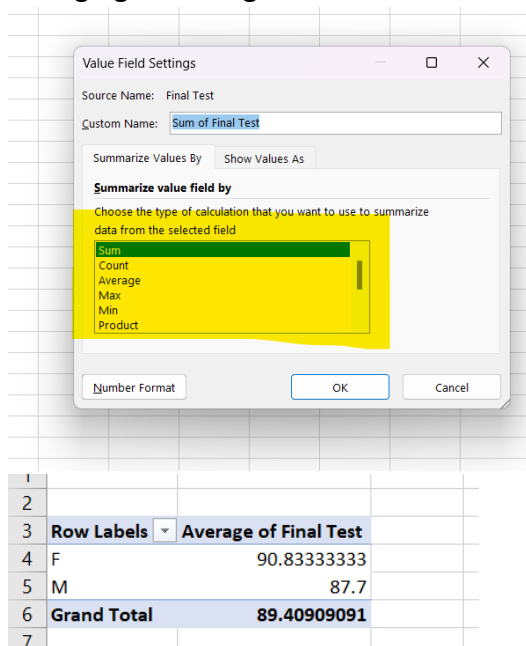 Value Field Settings
Source Name: Final Test
Custom Name: Sum of Final Test
Summarize Values By Show Values As
Summarize value field by
Choose the type of calculation that you want to use to summarize
data from the selected field
Sum
Count
Average
Max
Min
Product
Number Format OK Cancel
2
3 Row Labels Average of Final Test
4 F 90.83333333
5 M 87.7
6 Grand Total 89.40909091
7